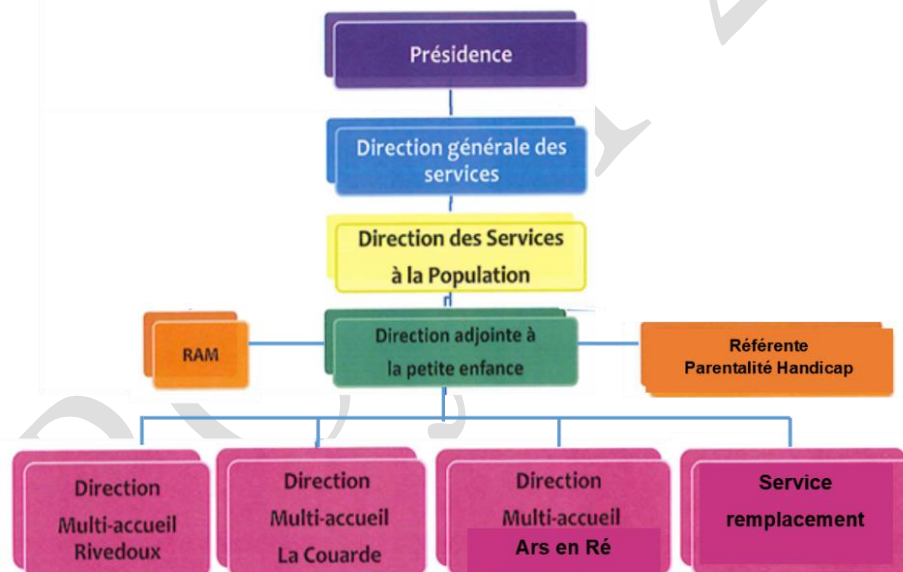 Présidence
Direction générale des
services
Direction des Services
à la Population
RAM
Direction adjointe à
la petite enfance
Référente
Parentalité Handicap
Direction
Multi-accueil
Rivedoux
Direction
Multi-accueil
La Couarde
Direction
Multi-accueil
Ars en Ré
Service
remplacement